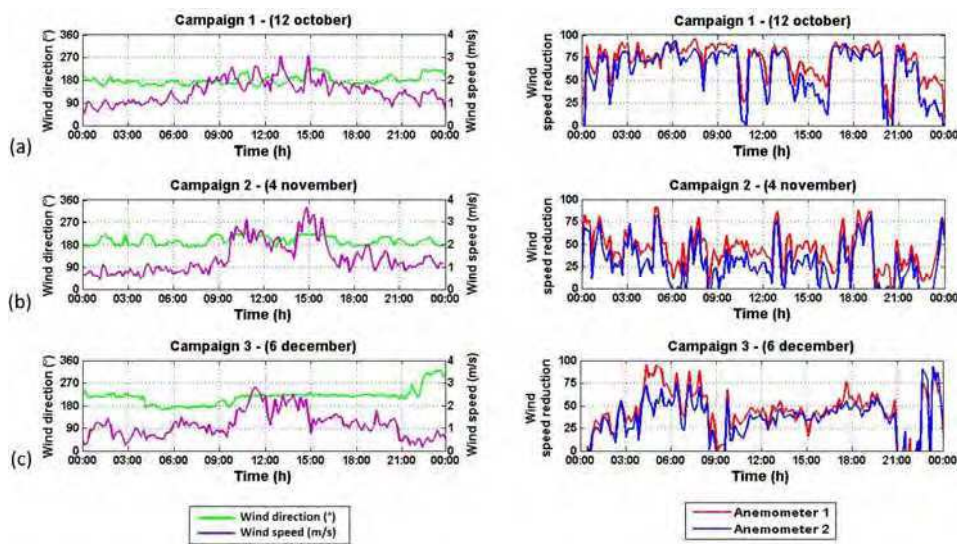 Campaign 1 - (12 october)
Wind direction (°)
360
270
180
90
0
4
3
2
1
0
Wind speed (m/s)
00:00 03:00 06:00 09:00 12:00 15:00 18:00 21:00 00:00
Time (h)
(a)
Campaign 1 - (12 october)
Wind
speed reduction
100
75
50
25
0
00:00 03:00 06:00 09:00 12:00 15:00 18:00 21:00 00:00
Time (h)
Campaign 2 - (4 november)
Wind direction (°)
360
270
180
90
0
4
3
2
1
0
Wind speed (m/s)
00:00 03:00 06:00 09:00 12:00 15:00 18:00 21:00 00:00
Time (h)
(b)
Campaign 2 - (4 november)
Wind
speed reduction
100
75
50
25
0
00:00 03:00 06:00 09:00 12:00 15:00 18:00 21:00 00:00
Time (h)
Campaign 3 - (6 december)
Wind direction (°)
360
270
180
90
0
4
3
2
1
0
Wind speed (m/s)
00:00 03:00 06:00 09:00 12:00 15:00 18:00 21:00 00:00
Time (h)
(c)
Campaign 3 - (6 december)
Wind
speed reduction
100
75
50
25
0
00:00 03:00 06:00 09:00 12:00 15:00 18:00 21:00 00:00
Time (h)
Wind direction (°)
Wind speed (m/s)
Anemometer 1
Anemometer 2